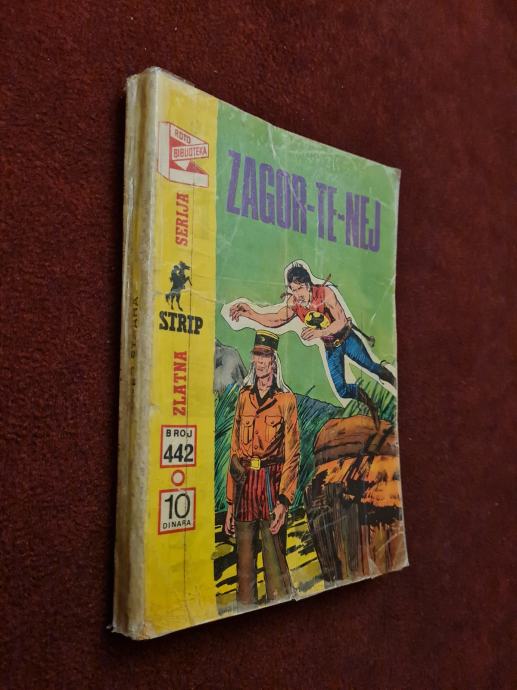 ROTO
BIBLIOTEKA
ZLATNA
STRIP
SERIJA
BROJ
442
10
DINARA
ZAGOR-TE-NEJ